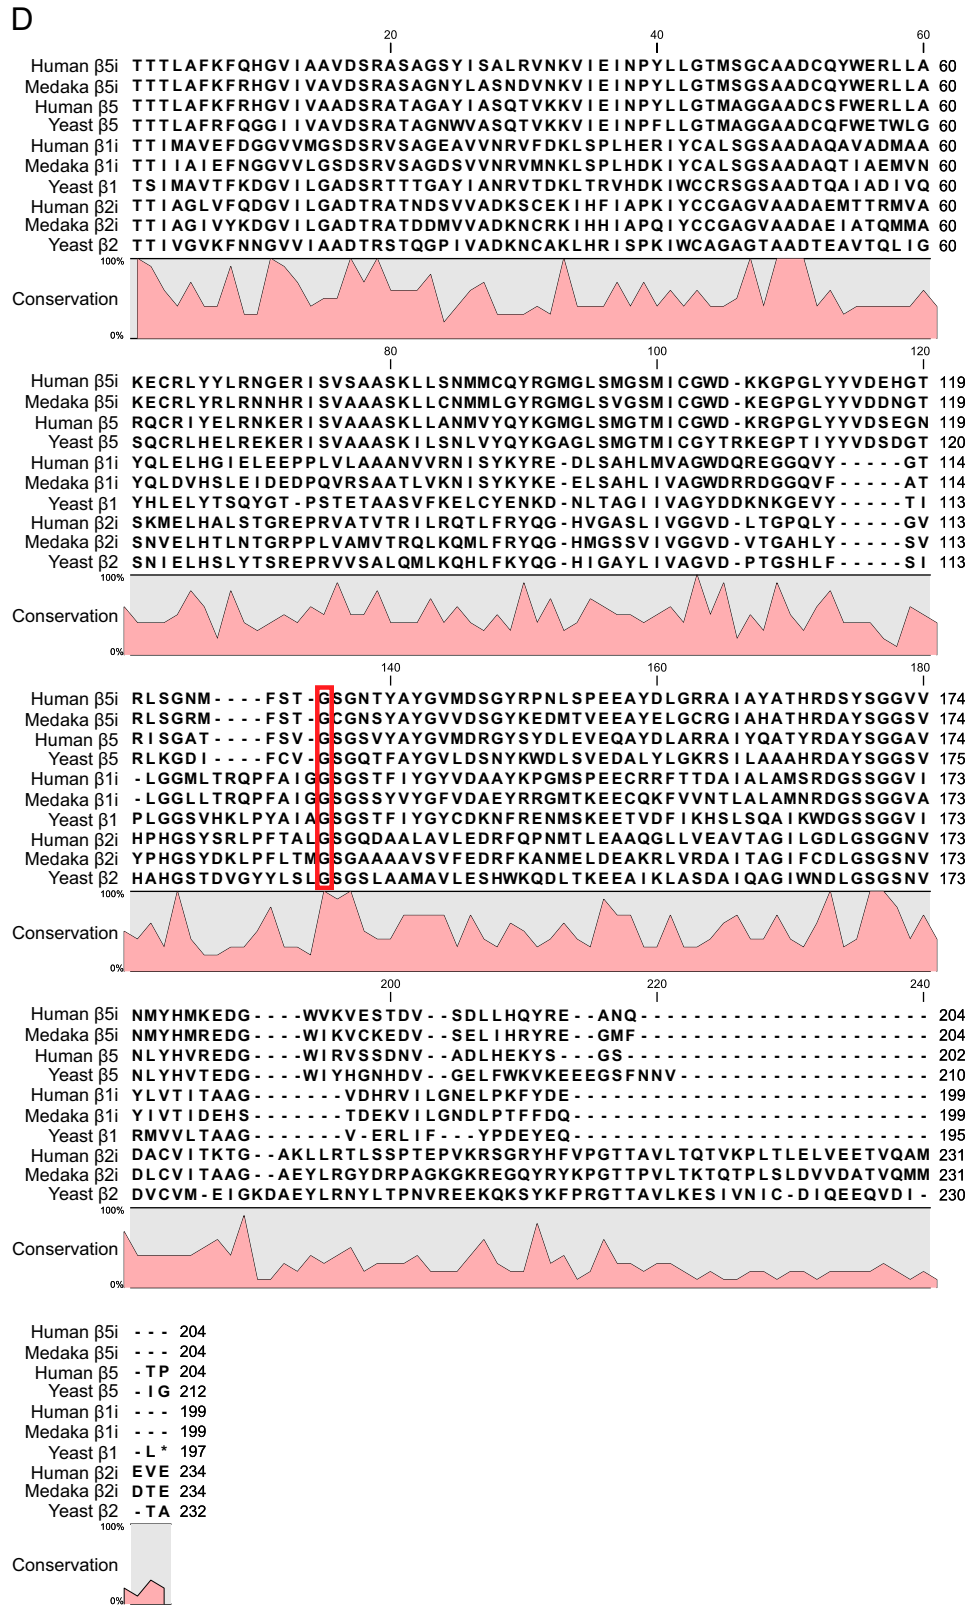 D
20 40 60
Human β5i TTTLAFKFQHGVIAAVDSRASAGSYISALRVNKVIEINPYLLGTMSGCAADCQYWERLLA 60
Medaka β5i TTTLAFKFRHGVIVAVDSRASAGNYLASNDVNKVIEINPYLLGTMSGSAADCQYWERLLA 60
Human β5 TTTLAFKFRHGVIVAADSRATAGAYIASQTVKKVIEINPYLLGTMAGGAADCSFWERLLA 60
Yeast β5 TTTLAFRFQGGIIVAVDSRATAGNWVASQTVKKVIEINPFLLGTMAGGAADCQFWETWLG 60
Human β1i TTIMAVEFDGGVVMGSDSRVSAGEAVVNRVFDKLSPLHERIYCALSGSAADAQAVADMAA 60
Medaka β1i TTIIAIEFNGGVVLGSDSRVSAGDSVVNRVMNKLSPLHDKIYCALSGSAADAQTIAEMVN 60
Yeast β1 TSIMAVTFKDGVILGADSRTTTGAYIANRVTDKLTRVHDKIWCCRSGSAADTQAIADIVQ 60
Human β2i TTIAGLVFQDGVILGADTRATNDSVVADKSCEKIHFIAPKIYCCGAGVAADAEMTTRMVA 60
Medaka β2i TTIAGIVYKDGVILGADTRATDDMVVADKNCRKIHHIAPQIYCCGAGVAADAEIATQMMA 60
Yeast β2 TTIVGVKFNNGVVIAADTRSTQGPIVADKNCAKLHRISPKIWCAGAGTAADTEAVTQLIG 60
100%
Conservation
0%
80 100 120
Human β5i KECRLYYLRNGERISVSAASKLLSNMMCQYRGMGLSMGSMICGWD-KKGPGLYYVDEHGT 119
Medaka β5i KECRLYRLRNNHRISVAAASKLLCNMMLGYRGMGLSVGSMICGWD-KEGPGLYYVDDNGT 119
Human β5 RQCRIYELRNKERISVAAASKLLANMVYQYKGMGLSMGTMICGWD-KRGPGLYYVDSEGN 119
Yeast β5 SQCRLHELREKERISVAAASKILSNLVYQYKGAGLSMGTMICGYTRKEGPTIYYVDSDGT 120
Human β1i YQLELHGIELEEPPLVLAAANVVRNISYKYRE-DLSAHLMVAGWDQREGGQVY-----GT 114
Medaka β1i YQLDVHSLEIDEDPQVRSAATLVKNISYKYKE-ELSAHLIVAGWDRRDGGQVF-----AT 114
Yeast β1 YHLELYTSQYGT-PSTETAASVFKELCYENKD-NLTAGIIVAGYDDKNKGEVY-----TI 113
Human β2i SKMELHALSTGREPRVATVTRILRQTLFRYQG-HVGASLIVGGVD-LTGPQLY-----GV 113
Medaka β2i SNVELHTLNTGRPPLVAMVTRQLKQMLFRYQG-HMGSSVIVGGVD-VTGAHLY-----SV 113
Yeast β2 SNIELHSLYTSREPRVVSALQMLKQHLFKYQG-HIGAYLIVAGVD-PTGSHLF-----SI 113
100%
Conservation
0%
140 160 180
Human β5i RLSGNM----FST-GSGNTYAYGVMDSGYRPNLSPEEAYDLGRRAIAYATHRDSYSGGVV 174
Medaka β5i RLSGRM----FST-GCGNSYAYGVVDSGYKEDMTVEEAYELGCRGIAHATHRDAYSGGSV 174
Human β5 RISGAT----FSV-GSGSVYAYGVMDRGYSYDLEVEQAYDLARRAIYQATYRDAYSGGAV 174
Yeast β5 RLKGDI----FCV-GSGQTFAYGVLDSNYKWDLSVEDALYLGKRSILAAAHRDAYSGGSV 175
Human β1i -LGGMLTRQPFAIGGSGSTFIYGYVDAAYKPGMSPEECRRFTTDAIALAMSRDGSSGGVI 173
Medaka β1i -LGGLLTRQPFAIGGSGSSYVYGFVDAEYRRGMTKEECQKFVVNTLALAMNRDGSSGGVA 173
Yeast β1 PLGGSVHKLPYAIAGSGSTFIYGYCDKNFRENMSKEETVDFIKHSLSQAIKWDGSSGGVI 173
Human β2i HPHGSYDRLPFTALGSGQDAALAVLEDRFQPNMTLEAAQGLLVEAVTAGILGDLGSGGNV 173
Medaka β2i YPHGSYDKLPFLTMGSGAAAAVSVFEDRFKANMELDEAKRLVRDAITAGIFCDLGSGSNV 173
Yeast β2 HAHGSTDVGYYLSLGSGSLAAMAVLESHWKQDLTKEEAIKLASDAIQAGIWNDLGSGSNV 173
100%
Conservation
0%
200 220 240
Human β5i NMYHMKEDG----WVKVESTDV--SDLLHQYRE--ANQ---------------------- 204
Medaka β5i NMYHMREDG----WIKVCKEDV--SELIHRYRE--GMF---------------------- 204
Human β5 NLYHVREDG----WIRVSSDNV--ADLHEKYS---GS----------------------- 202
Yeast β5 NLYHVTEDG----WIYHGNHDV--GELFWKVKEEEGSFNNV------------------- 210
Human β1i YLVTITAAG-------VDHRVILGNELPKFYDE--------------------------- 199
Medaka β1i YIVTIDEHS-------TDEKVILGNDLPTFFDQ--------------------------- 199
Yeast β1 RMVVLTAAG-------V-ERLIF---YPDEYEQ--------------------------- 195
Human β2i DACVITKTG--AKLLRTLSSPTEPVKRSGRYHFVPGTTAVLTQTVKPLTLELVEETVQAM 231
Medaka β2i DLCVITAAG--AEYLRGYDRPAGKGKREGQYRYKPGTTPVLTKTQTPLSLDVVDATVQMM 231
Yeast β2 DVCVM-EIGKDAEYLRNYLTPNVREEKQKSYKFPRGTTAVLKESIVNIC-DIQEEQVDI- 230
100%
Conservation
0%
Human β5i --- 204
Medaka β5i --- 204
Human β5 -TP 204
Yeast β5 -IG 212
Human β1i --- 199
Medaka β1i --- 199
Yeast β1 -L* 197
Human β2i EVE 234
Medaka β2i DTE 234
Yeast β2 -TA 232
100%
Conservation
0%